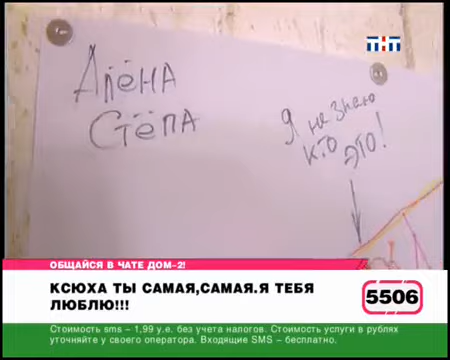 ТНТ
Алёна
Стёпа
Я не знаю
кто это!
ОБЩАЙСЯ В ЧАТЕ ДОМ-2!
КСЮХА ТЫ САМАЯ,САМАЯ.Я ТЕБЯ
ЛЮБЛЮ!!!
5506
Стоимость sms – 1,99 у.е. без учета налогов. Стоимость услуги в рублях
уточняйте у своего оператора. Входящие SMS – бесплатно.